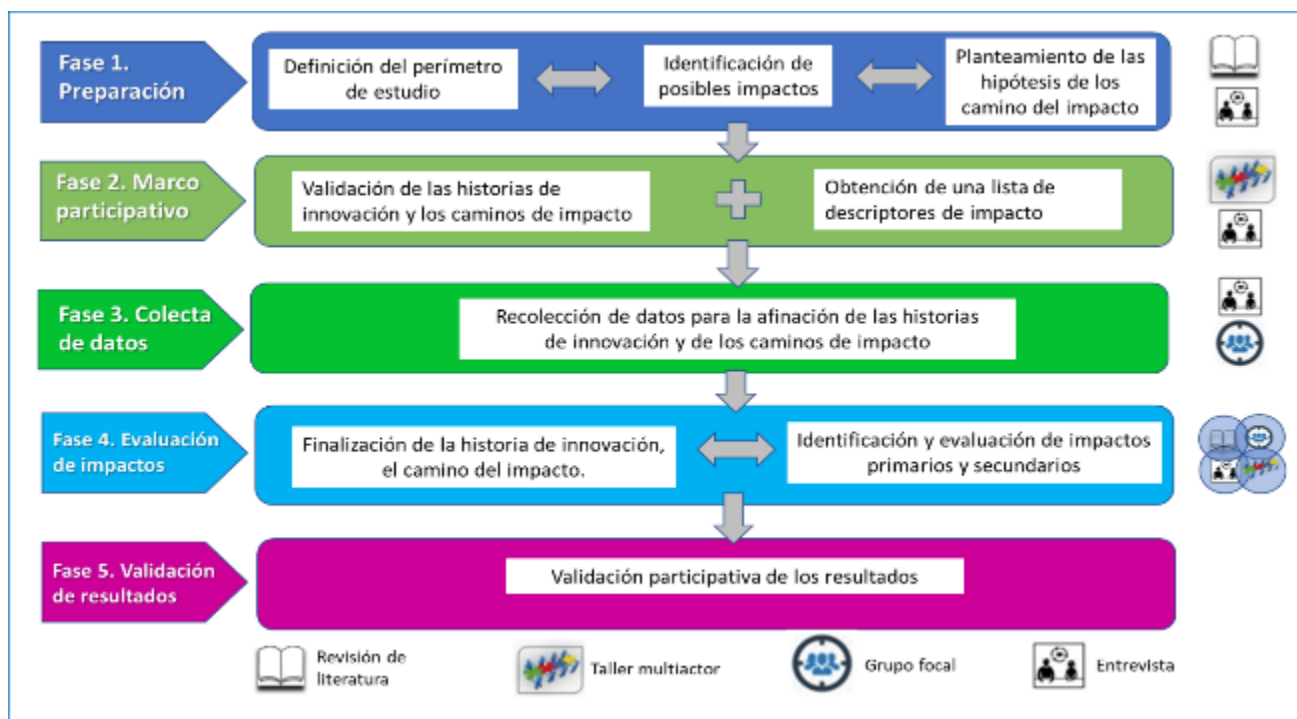 Fase 1.
Preparación
Definición del perímetro
de estudio
Identificación de
posibles impactos
Planteamiento de las
hipótesis de los
camino del impacto
Fase 2. Marco
participativo
Validación de las historias de
innovación y los caminos de impacto
Obtención de una lista de
descriptores de impacto
Fase 3. Colecta
de datos
Recolección de datos para la afinación de las historias
de innovación y de los caminos de impacto
Fase 4. Evaluación
de impactos
Finalización de la historia de innovación,
el camino del impacto.
Identificación y evaluación de impactos
primarios y secundarios
Fase 5. Validación
de resultados
Validación participativa de los resultados
Revisión de
literatura
Taller multiactor
Grupo focal
Entrevista